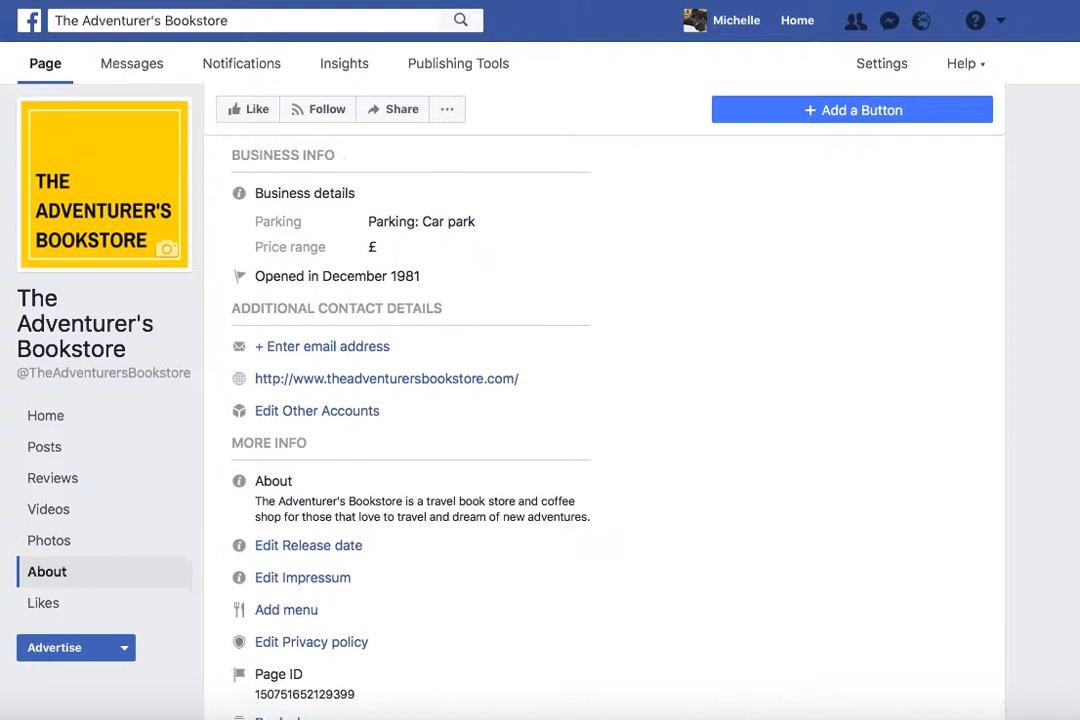 The Adventurer's Bookstore
Michelle
Home
Page
Messages
Notifications
Insights
Publishing Tools
Settings
Help
Like
Follow
Share
+ Add a Button
THE
ADVENTURER'S
BOOKSTORE
The
Adventurer's
Bookstore
@TheAdventurersBookstore
Home
Posts
Reviews
Videos
Photos
About
Likes
Advertise
BUSINESS INFO
Business details
Parking Parking: Car park
Price range £
Opened in December 1981
ADDITIONAL CONTACT DETAILS
+ Enter email address
http://www.theadventurersbookstore.com/
Edit Other Accounts
MORE INFO
About
The Adventurer's Bookstore is a travel book store and coffee
shop for those that love to travel and dream of new adventures.
Edit Release date
Edit Impressum
Add menu
Edit Privacy policy
Page ID
150751652129399